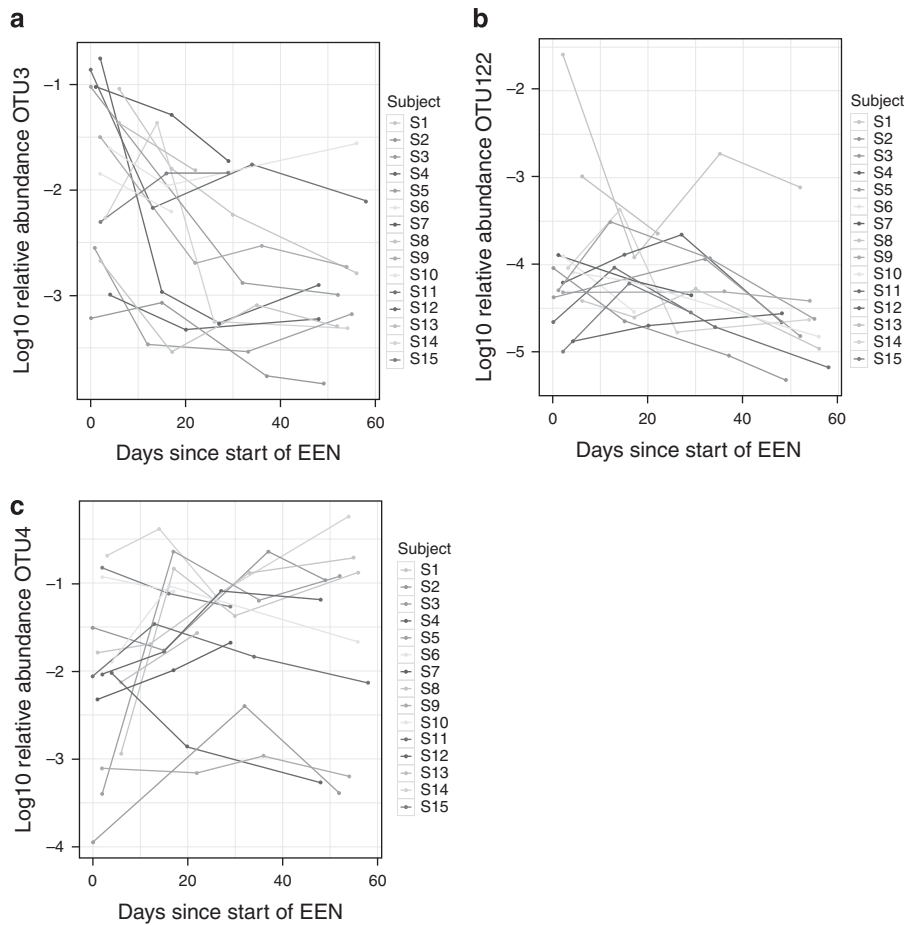 a
Log10 relative abundance OTU3
−1
−2
−3
0
20
40
60
Days since start of EEN
Subject
S1
S2
S3
S4
S5
S6
S7
S8
S9
S10
S11
S12
S13
S14
S15
b
Log10 relative abundance OTU122
−2
−3
−4
−5
0
20
40
60
Days since start of EEN
Subject
S1
S2
S3
S4
S5
S6
S7
S8
S9
S10
S11
S12
S13
S14
S15
c
Log10 relative abundance OTU4
−1
−2
−3
−4
0
20
40
60
Days since start of EEN
Subject
S1
S2
S3
S4
S5
S6
S7
S8
S9
S10
S11
S12
S13
S14
S15